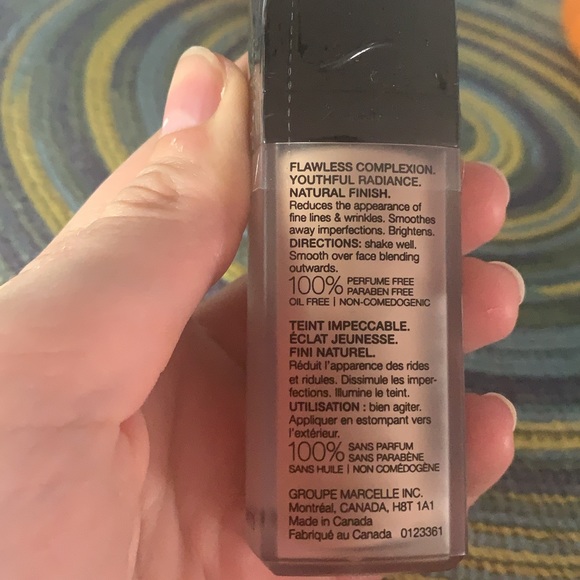 FLAWLESS COMPLEXION.
YOUTHFUL RADIANCE.
NATURAL FINISH.
Reduces the appearance of
fine lines & wrinkles. Smoothes
away imperfections. Brightens.
DIRECTIONS: shake well.
Smooth over face blending
outwards.
100% PERFUME FREE
PARABEN FREE
OIL FREE | NON-COMEDOGENIC
TEINT IMPECCABLE.
ÉCLAT JEUNESSE.
FINI NATUREL.
Réduit l'apparence des rides
et ridules. Dissimule les imper-
fections. Illumine le teint.
UTILISATION : bien agiter.
Appliquer en estompant vers
l'extérieur.
100% SANS PARFUM
SANS PARABÈNE
SANS HUILE | NON COMÉDOGÈNE
GROUPE MARCELLE INC.
Montréal, CANADA, H8T 1A1
Made in Canada
Fabriqué au Canada 0123361